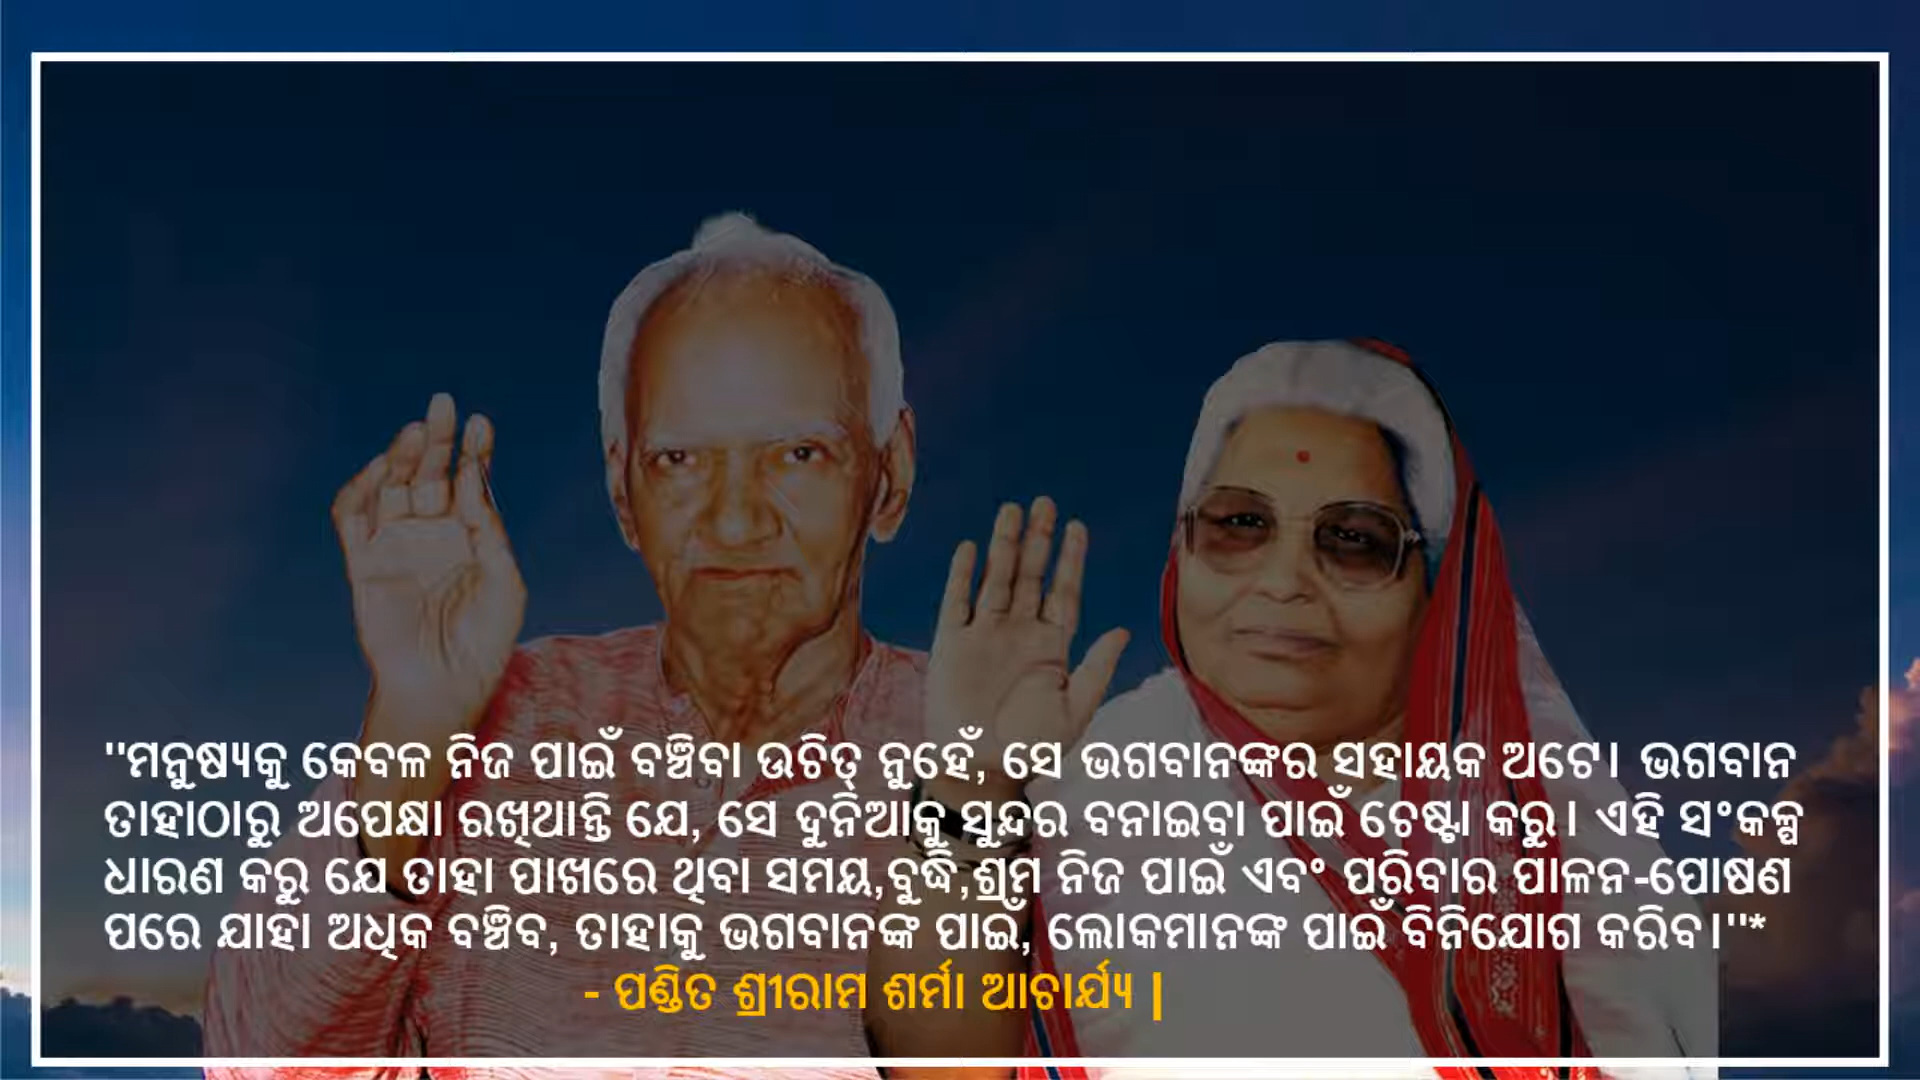 "ମନୁଷ୍ୟକୁ କେବଳ ନିଜ ପାଇଁ ବଞ୍ଚିବା ଉଚିତ୍ ନୁହେଁ, ସେ ଭଗବାନଙ୍କର ସହାୟକ ଅଟେ। ଭଗବାନ
ତାହାଠାରୁ ଅପେକ୍ଷା ରଖିଥାନ୍ତି ଯେ, ସେ ଦୁନିଆକୁ ସୁନ୍ଦର ବନାଇବା ପାଇଁ ଚେଷ୍ଟା କରୁ। ଏହି ସଂକଳ୍ପ
ଧାରଣ କରୁ ଯେ ତାହା ପାଖରେ ଥିବା ସମୟ,ବୁଦ୍ଧି,ଶ୍ରମ ନିଜ ପାଇଁ ଏବଂ ପରିବାର ପାଳନ-ପୋଷଣ
ପରେ ଯାହା ଅଧିକ ବଞ୍ଚିବ, ତାହାକୁ ଭଗବାନଙ୍କ ପାଇଁ, ଲୋକମାନଙ୍କ ପାଇଁ ବିନିଯୋଗ କରିବ।"*
- ପଣ୍ଡିତ ଶ୍ରୀରାମ ଶର୍ମା ଆଚାର୍ଯ୍ୟ |